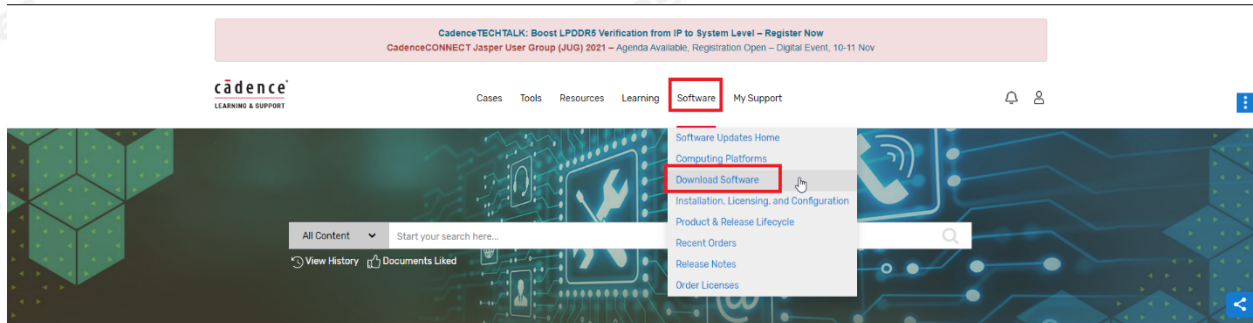 CadenceTECHTALK: Boost LPDDR5 Verification from IP to System Level – Register Now
CadenceCONNECT Jasper User Group (JUG) 2021 – Agenda Available, Registration Open – Digital Event, 10-11 Nov
cādence
LEARNING & SUPPORT
Cases Tools Resources Learning Software My Support
Software Updates Home
Computing Platforms
Download Software
Installation, Licensing, and Configuration
Product & Release Lifecycle
Recent Orders
Release Notes
Order Licenses
All Content Start your search here...
View History Documents Liked